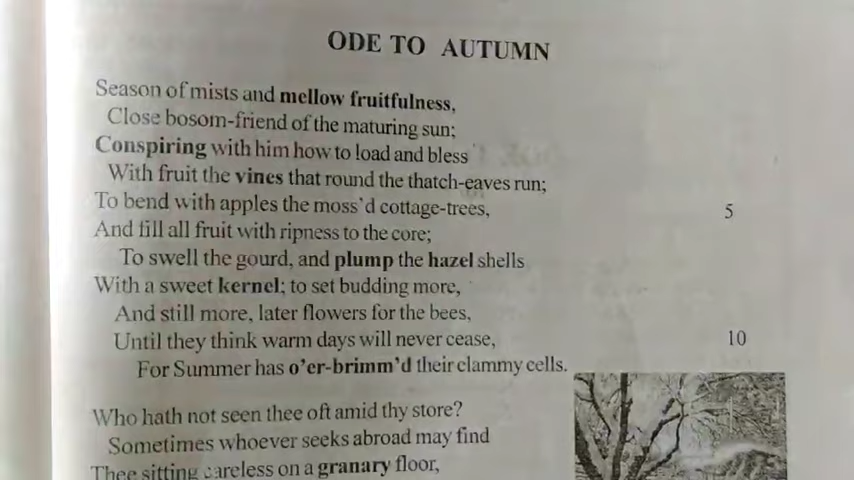 ODE TO AUTUMN
Season of mists and mellow fruitfulness,
Close bosom-friend of the maturing sun;
Conspiring with him how to load and bless
With fruit the vines that round the thatch-eaves run;
To bend with apples the moss'd cottage-trees, 5
And fill all fruit with ripness to the core;
To swell the gourd, and plump the hazel shells
With a sweet kernel; to set budding more,
And still more, later flowers for the bees,
Until they think warm days will never cease, 10
For Summer has o'er-brimm'd their clammy cells.
Who hath not seen thee oft amid thy store?
Sometimes whoever seeks abroad may find
Thee sitting careless on a granary floor,